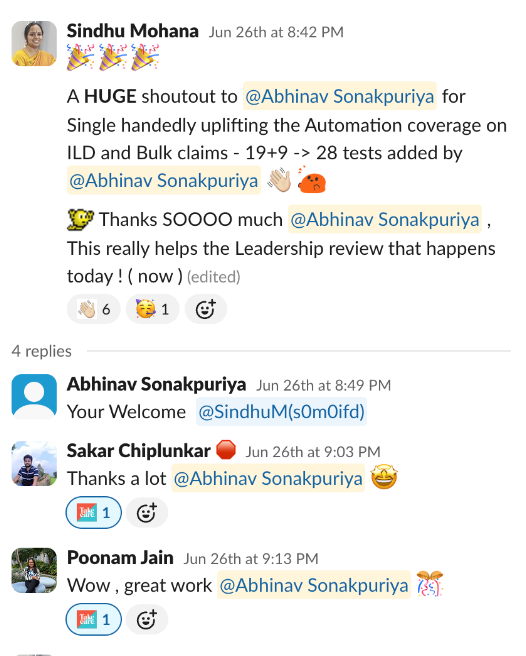 Sindhu Mohana Jun 26th at 8:42 PM
A HUGE shoutout to @Abhinav Sonakpuriya for
Single handedly uplifting the Automation coverage on
ILD and Bulk claims - 19+9 -> 28 tests added by
@Abhinav Sonakpuriya
Thanks SOOOO much @Abhinav Sonakpuriya ,
This really helps the Leadership review that happens
today ! ( now ) (edited)
6 1
4 replies
Abhinav Sonakpuriya Jun 26th at 8:49 PM
Your Welcome @SindhuM(s0m0ifd)
Sakar Chiplunkar Jun 26th at 9:03 PM
Thanks a lot @Abhinav Sonakpuriya
Take care 1
Poonam Jain Jun 26th at 9:13 PM
Wow , great work @Abhinav Sonakpuriya
Take care 1